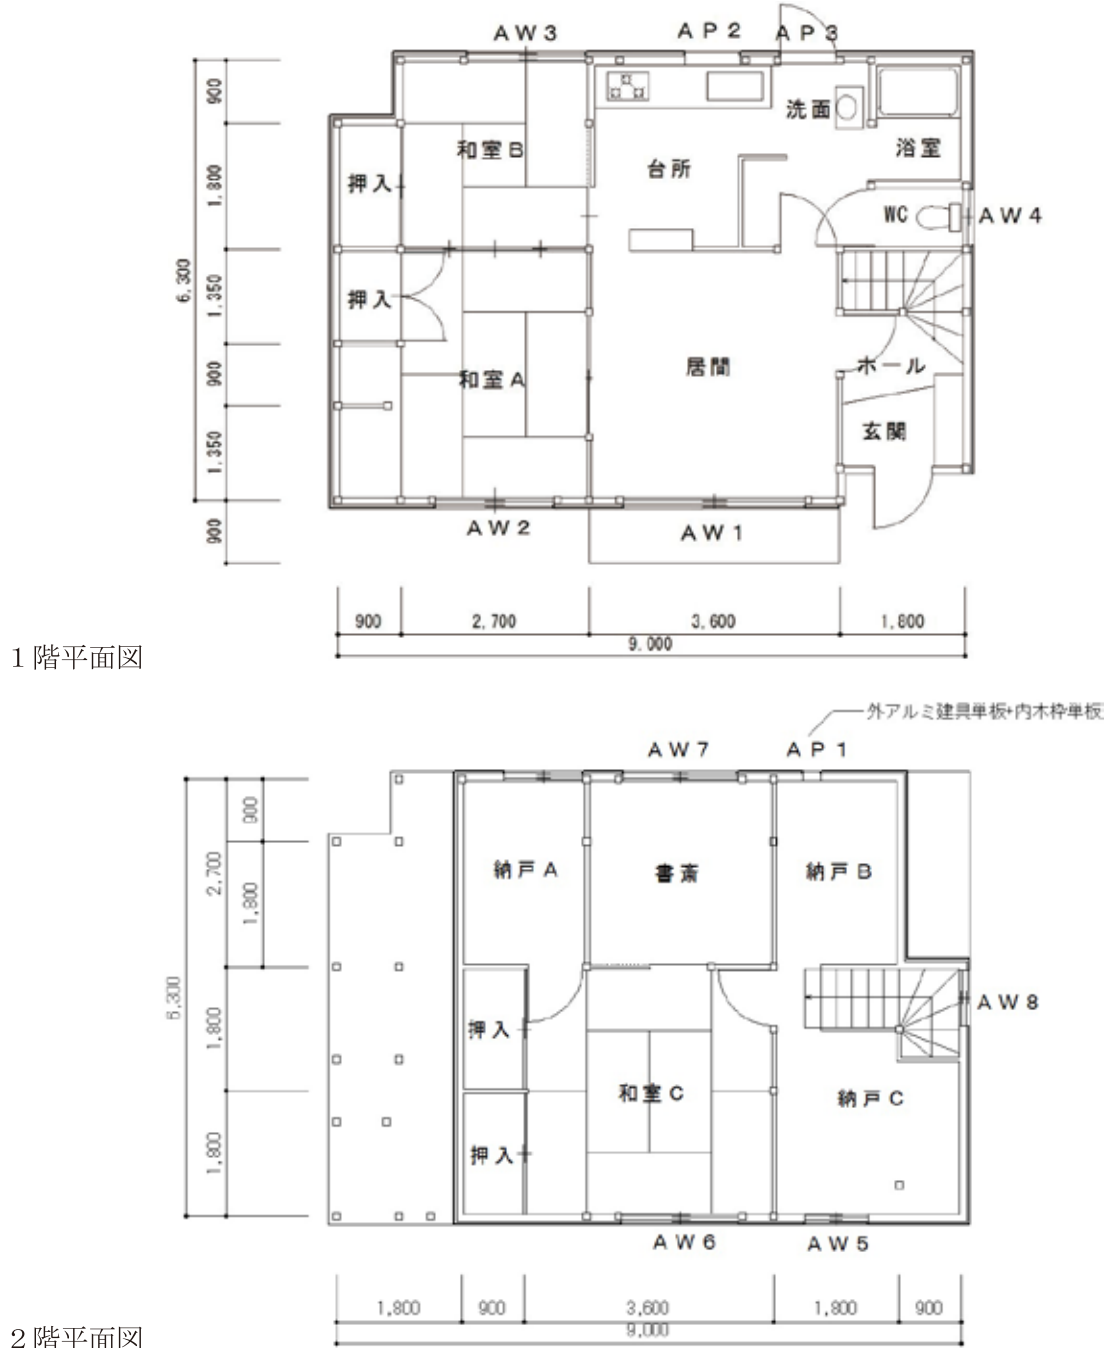 AW3
AP2
AP3
900
洗面
和室B
浴室
台所
押入
1,800
WC
AW4
6,300
1,350
押入
居間
ホール
900
和室A
玄関
1,350
AW2
AW1
900
900
2,700
3,600
1,800
9.000
1階平面図
外アルミ建具単板+内木枠単板
AW7
AP1
900
2,700
納戸A
書斎
納戸B
1,800
6,300
AW8
1,800
押入
和室C
納戸C
1,800
押入
AW6
AW5
1,800
900
3,600
1,800
900
9,000
2階平面図